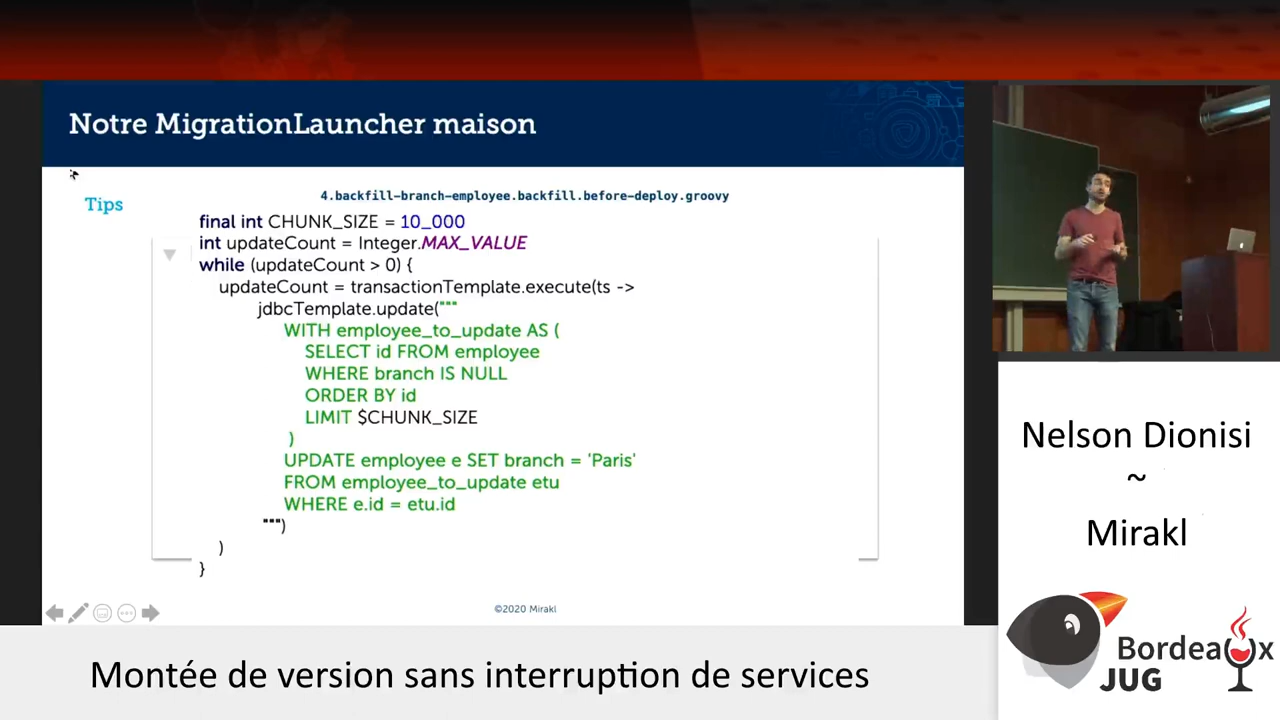 Notre MigrationLauncher maison
Tips
4.backfill-branch-employee.backfill.before-deploy.groovy
final int CHUNK_SIZE = 10_000
int updateCount = Integer.MAX_VALUE
while (updateCount > 0) {
updateCount = transactionTemplate.execute(ts ->
jdbcTemplate.update("""
WITH employee_to_update AS (
SELECT id FROM employee
WHERE branch IS NULL
ORDER BY id
LIMIT $CHUNK_SIZE
)
UPDATE employee e SET branch = 'Paris'
FROM employee_to_update etu
WHERE e.id = etu.id
""")
)
}
©2020 Mirakl
Nelson Dionisi
~
Mirakl
Bordeaux
JUG
Montée de version sans interruption de services